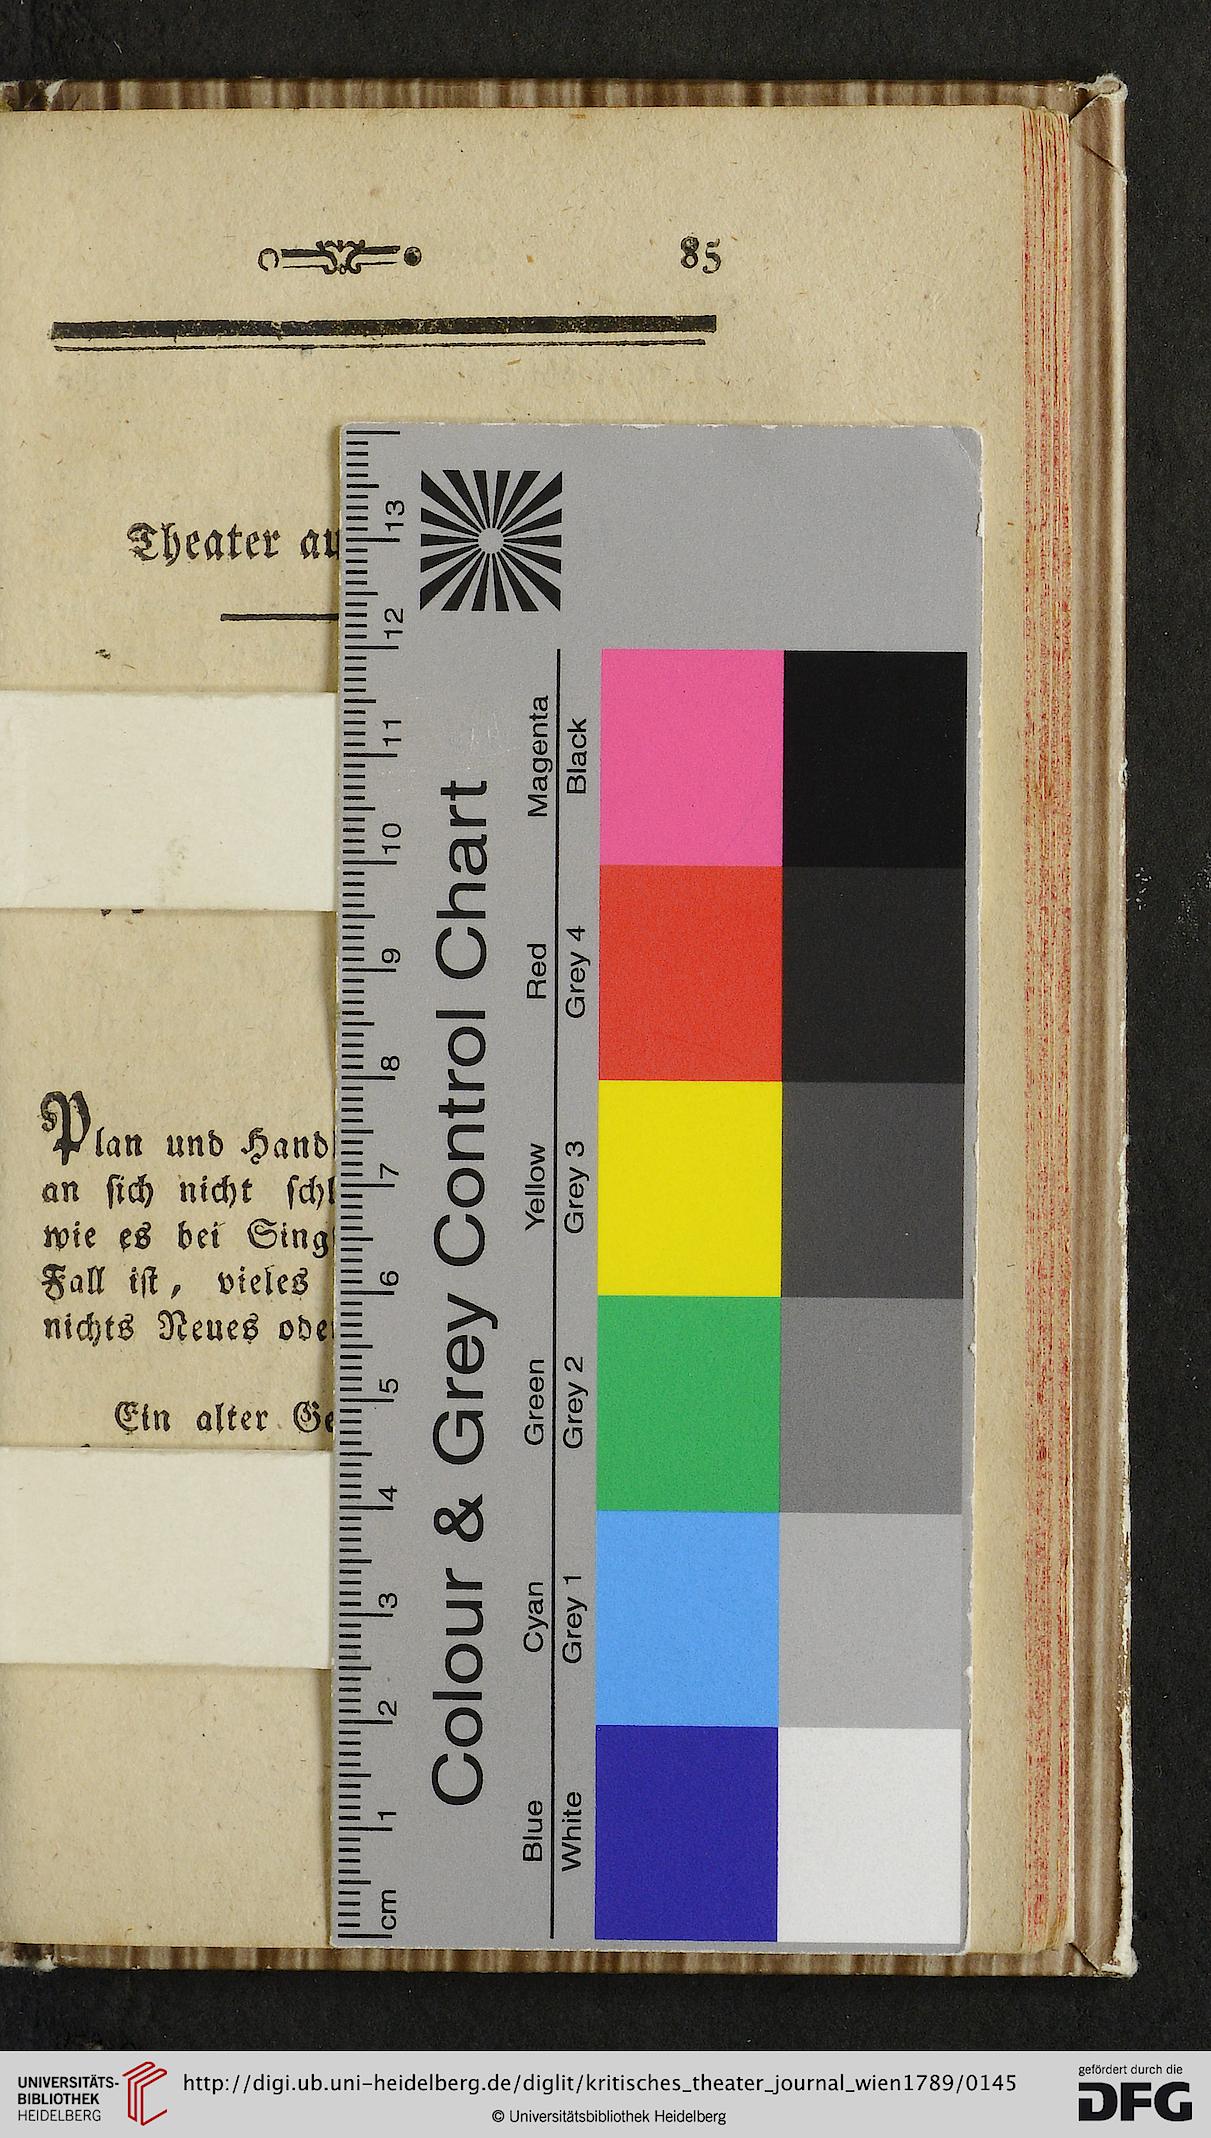 85
Theater au
Plan und Hand
an ſich nicht ſchl
wie es bei Sing
Fall iſt, vieles
nichts Neues ode
Ein alter Ge
13
12
11
10
9
8
7
6
5
4
3
2
1
cm
Colour & Grey Control Chart
Magenta
Black
Red
Grey 4
Yellow
Grey 3
Green
Grey 2
Cyan
Grey 1
Blue
White
UNIVERSITÄTS-
BIBLIOTHEK
HEIDELBERG
http://digi.ub.uni-heidelberg.de/diglit/kritisches_theater_journal_wien1789/0145
© Universitätsbibliothek Heidelberg
gefördert durch die
DFG